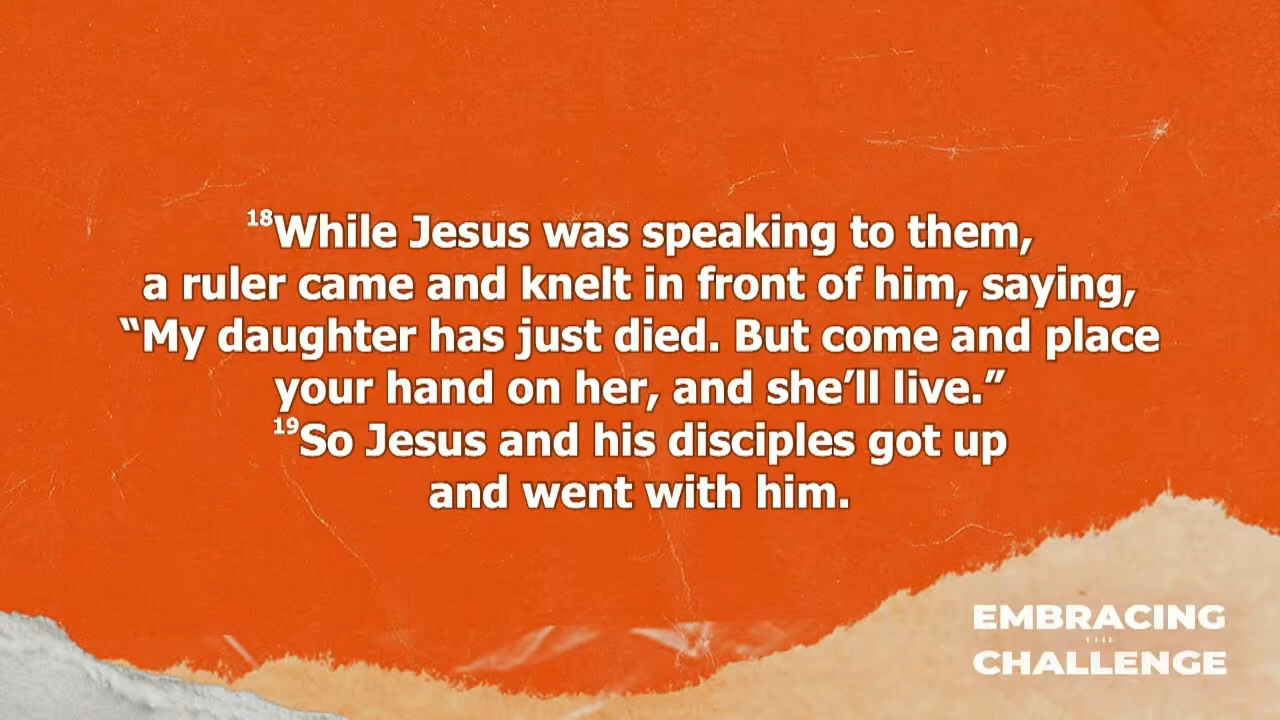 18While Jesus was speaking to them,
a ruler came and knelt in front of him, saying,
“My daughter has just died. But come and place
your hand on her, and she’ll live.”
19So Jesus and his disciples got up
and went with him.
EMBRACING
THE
CHALLENGE